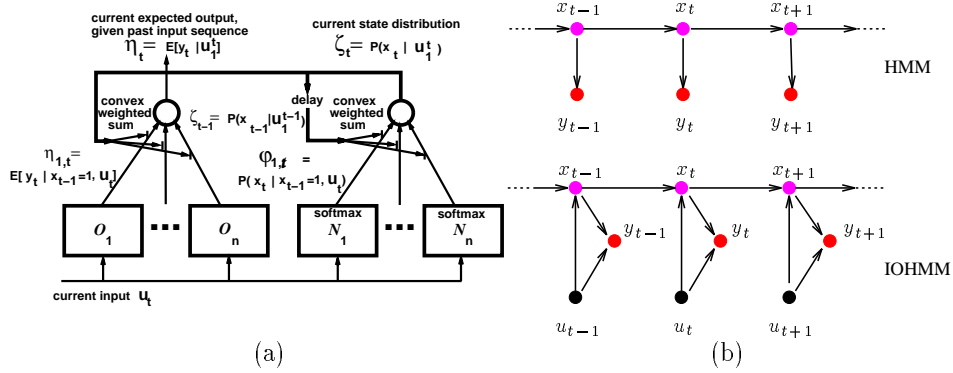 current expected output,
given past input sequence
η_t = E[y_t | u_1^t]
current state distribution
ζ_t = P(x_t | u_1^t)
convex
weighted
sum
delay
convex
weighted
sum
ζ_{t-1} = P(x_{t-1} | u_1^{t-1})
η_{1,t} =
E[ y_t | x_{t-1}=1, u_t]
φ_{1,t} =
P( x_t | x_{t-1}=1, u_t)
O_1
O_n
softmax
N_1
softmax
N_n
current input u_t
(a)
x_{t-1} x_t x_{t+1}
HMM
y_{t-1} y_t y_{t+1}
x_{t-1} x_t x_{t+1}
y_{t-1} y_t y_{t+1}
IOHMM
u_{t-1} u_t u_{t+1}
(b)